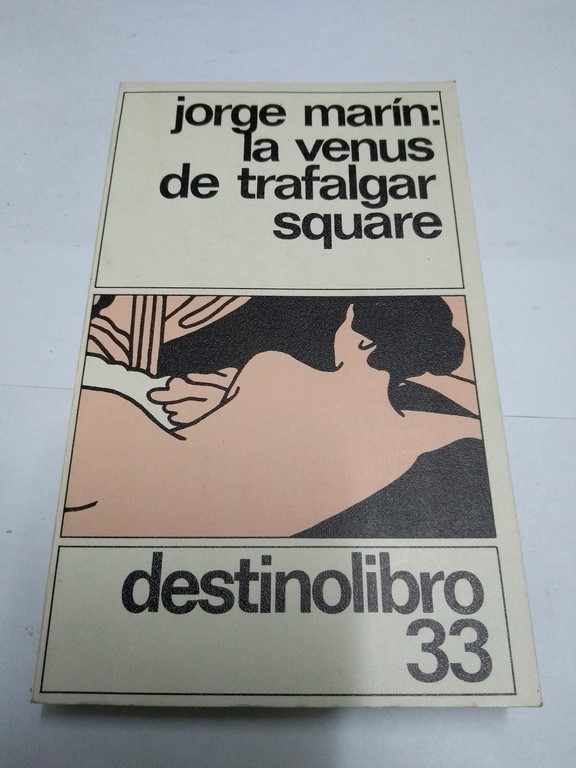 jorge marín:
la venus
de trafalgar
square
destinolibro
33